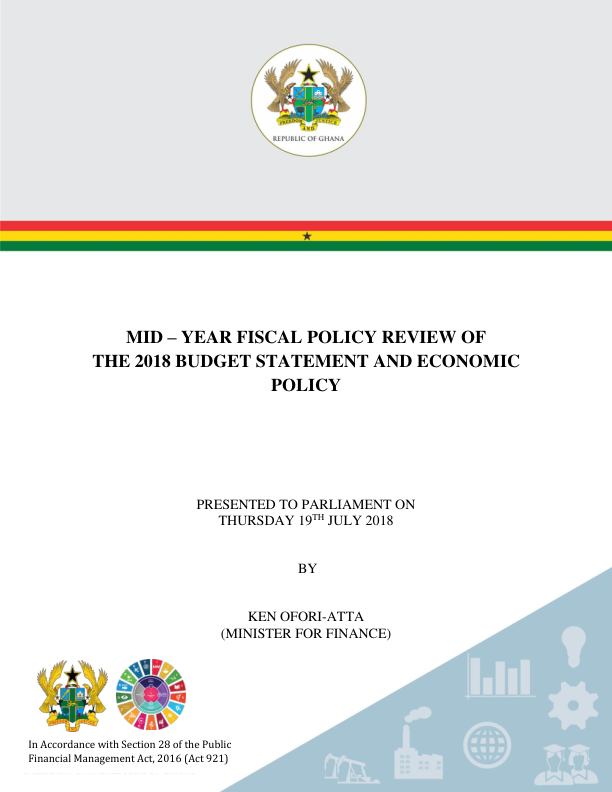 FREEDOM AND JUSTICE
REPUBLIC OF GHANA
MID – YEAR FISCAL POLICY REVIEW OF
THE 2018 BUDGET STATEMENT AND ECONOMIC
POLICY
PRESENTED TO PARLIAMENT ON
THURSDAY 19TH JULY 2018
BY
KEN OFORI-ATTA
(MINISTER FOR FINANCE)
In Accordance with Section 28 of the Public
Financial Management Act, 2016 (Act 921)